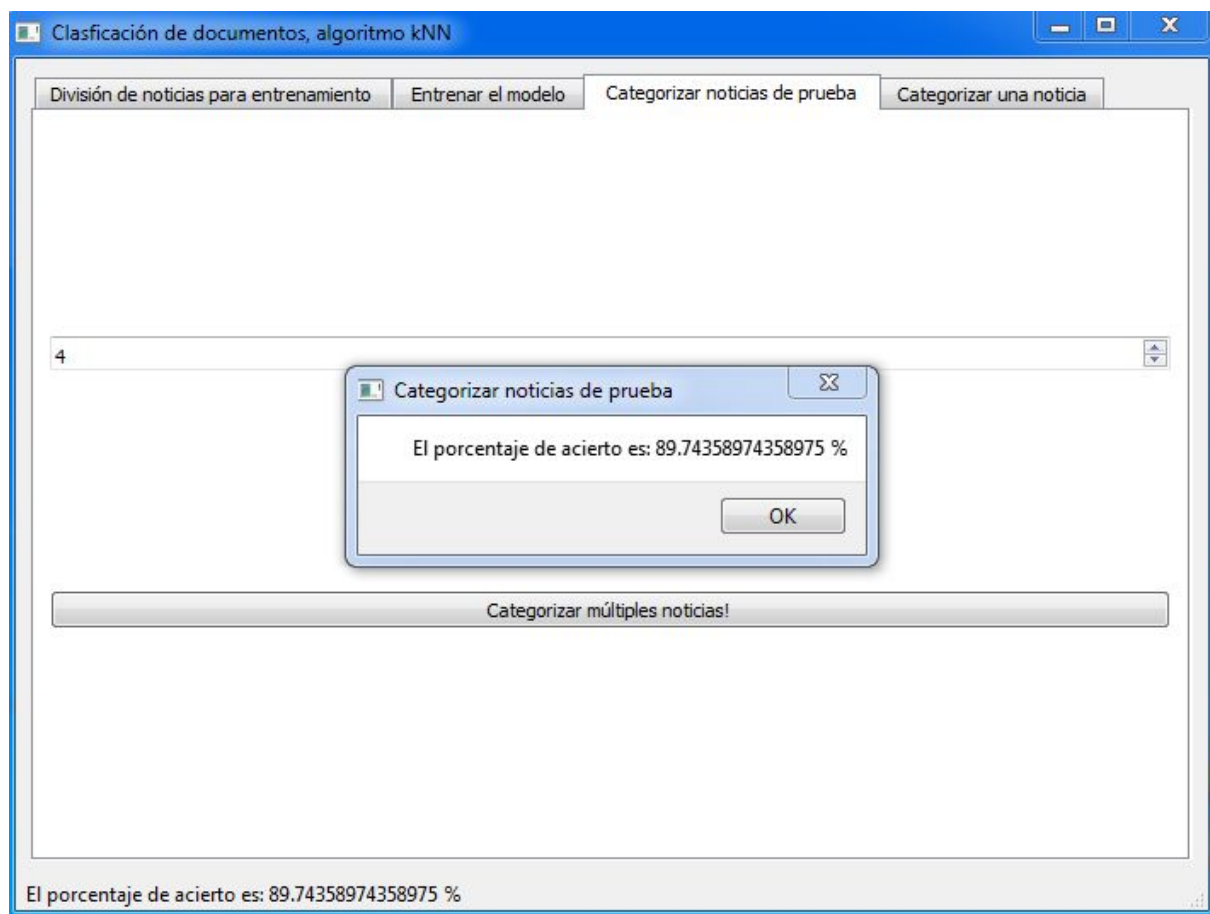 Clasficación de documentos, algoritmo kNN
División de noticias para entrenamiento
Entrenar el modelo
Categorizar noticias de prueba
Categorizar una noticia
4
Categorizar noticias de prueba
El porcentaje de acierto es: 89.74358974358975 %
OK
Categorizar múltiples noticias!
El porcentaje de acierto es: 89.74358974358975 %